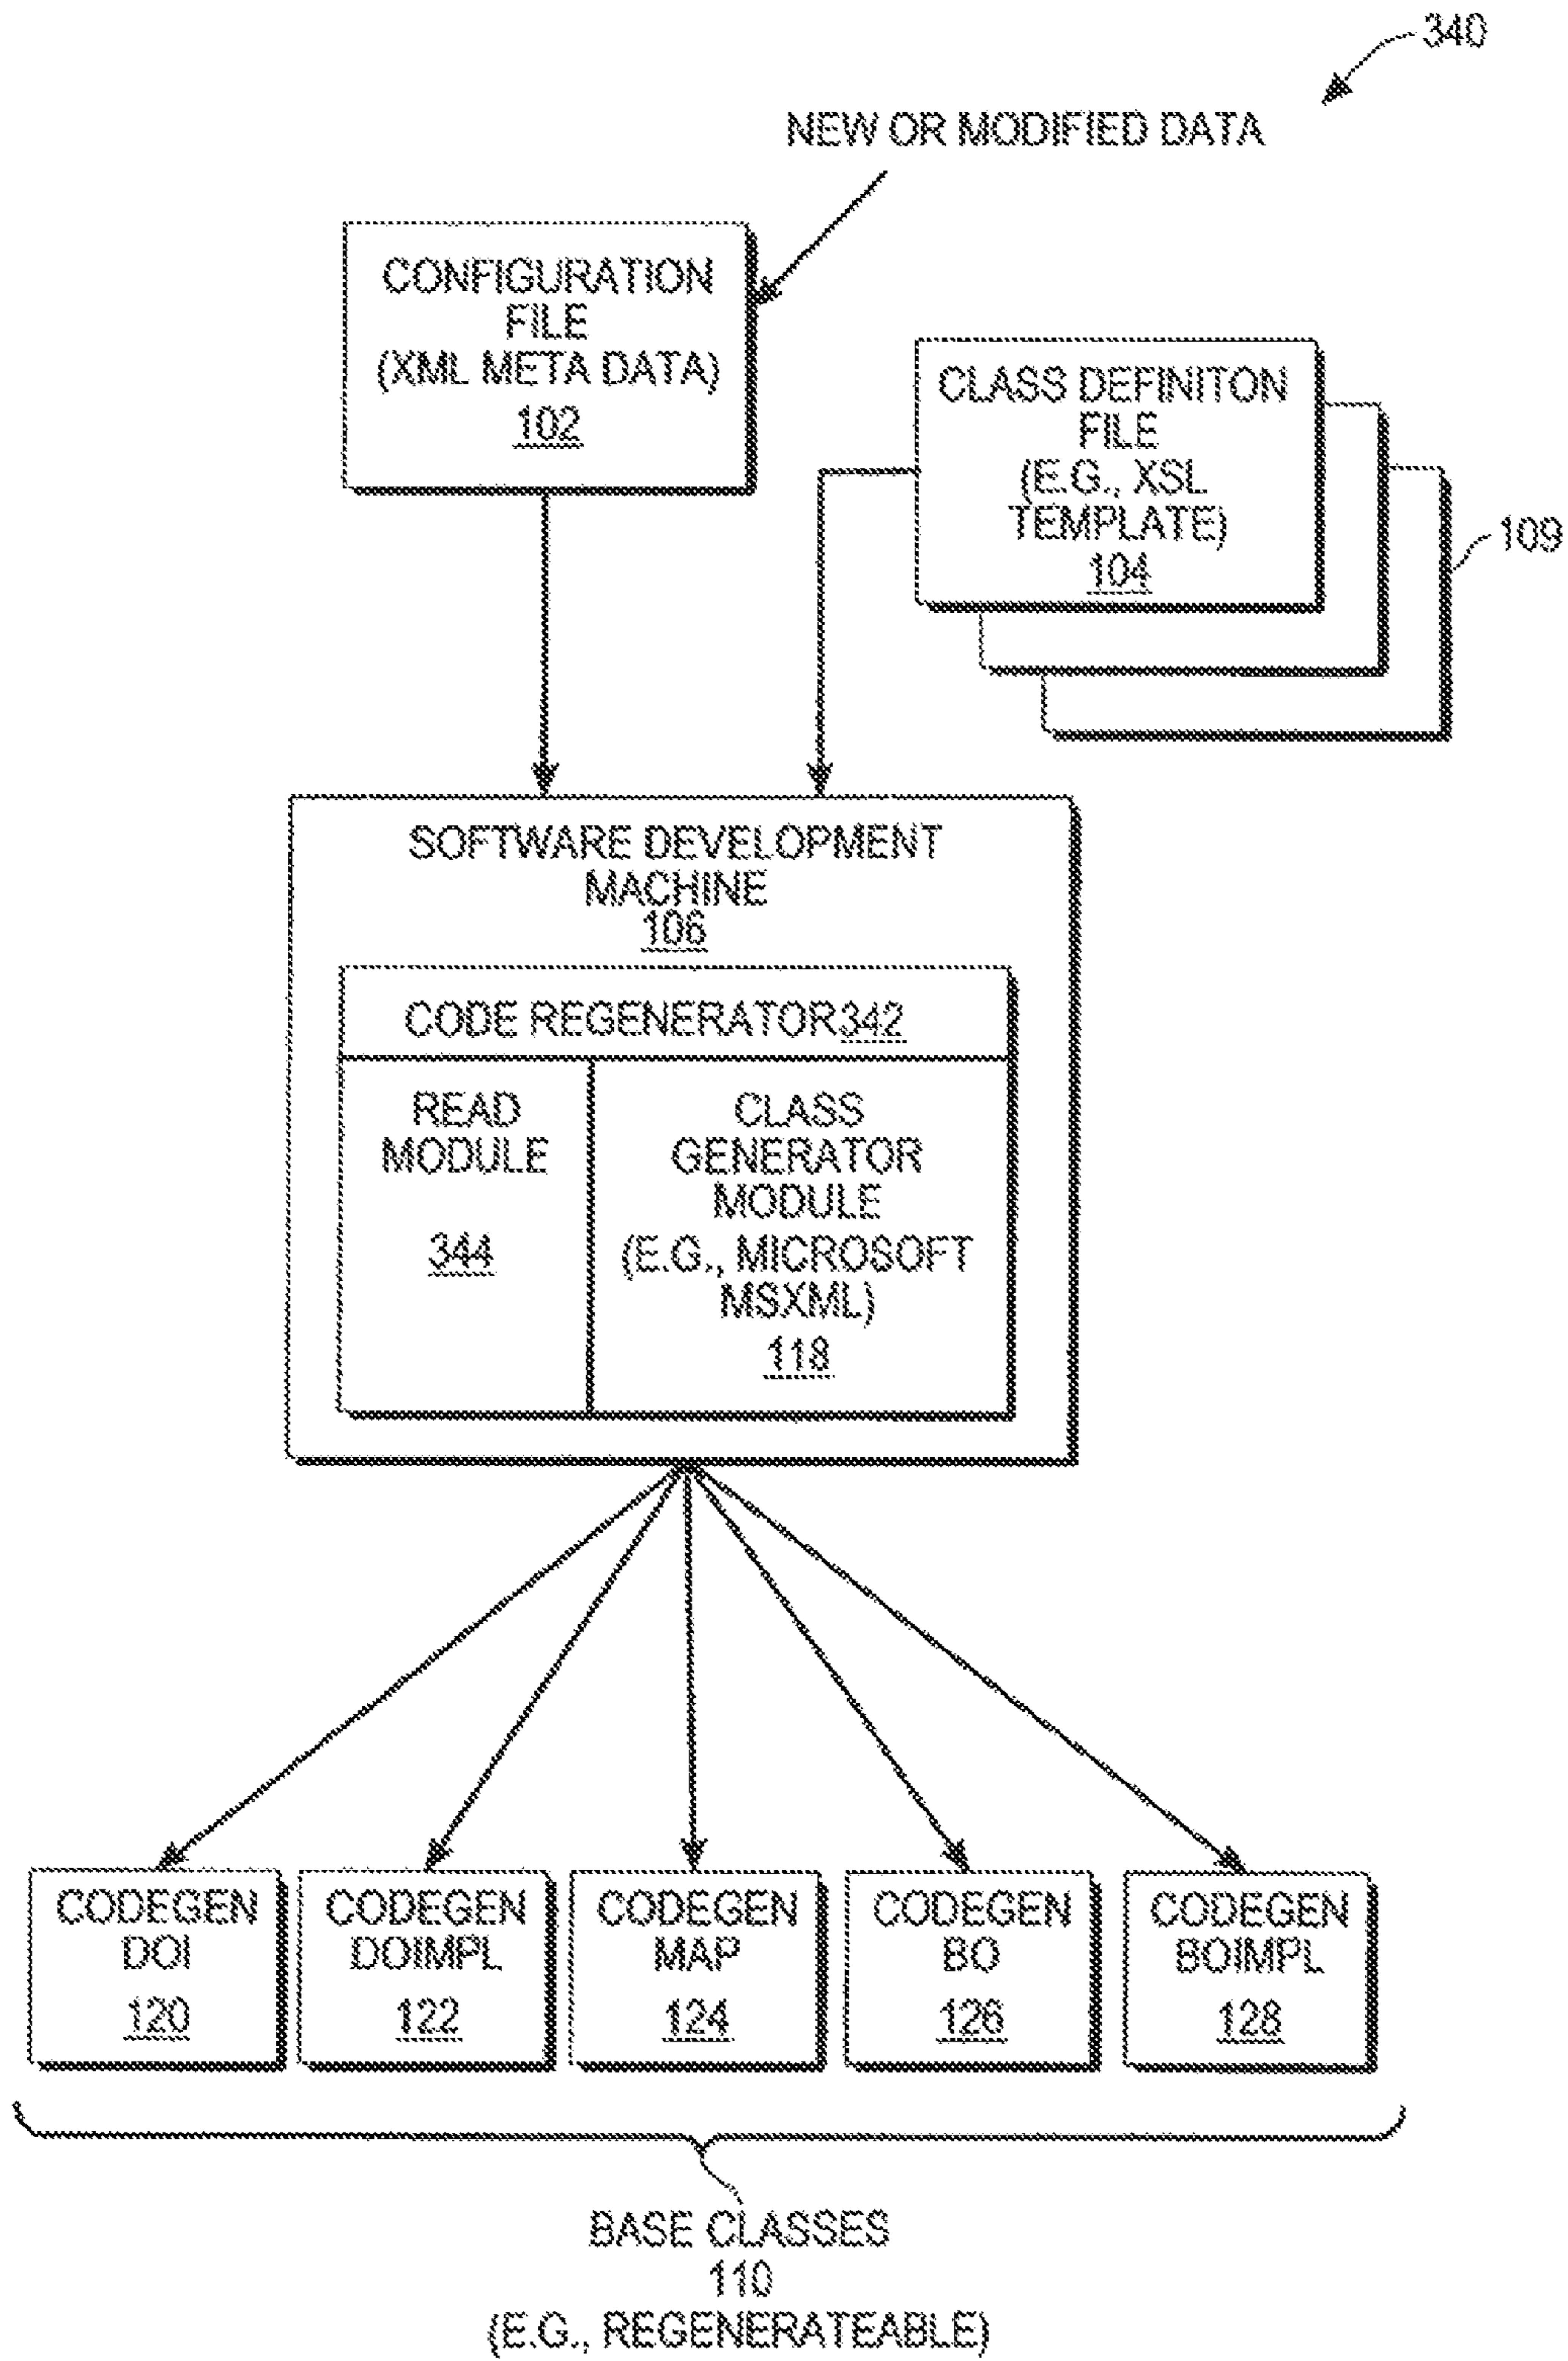 340
NEW OR MODIFIED DATA
CONFIGURATION
FILE
(XML META DATA)
102
CLASS DEFINITON
FILE
(E.G., XSL
TEMPLATE)
104
109
SOFTWARE DEVELOPMENT
MACHINE
106
CODE REGENERATOR342
READ
MODULE
344
CLASS
GENERATOR
MODULE
(E.G., MICROSOFT
MSXML)
118
CODEGEN
DOI
120
CODEGEN
DOIMPL
122
CODEGEN
MAP
124
CODEGEN
BO
126
CODEGEN
BOIMPL
128
BASE CLASSES
110
(E.G., REGENERATEABLE)